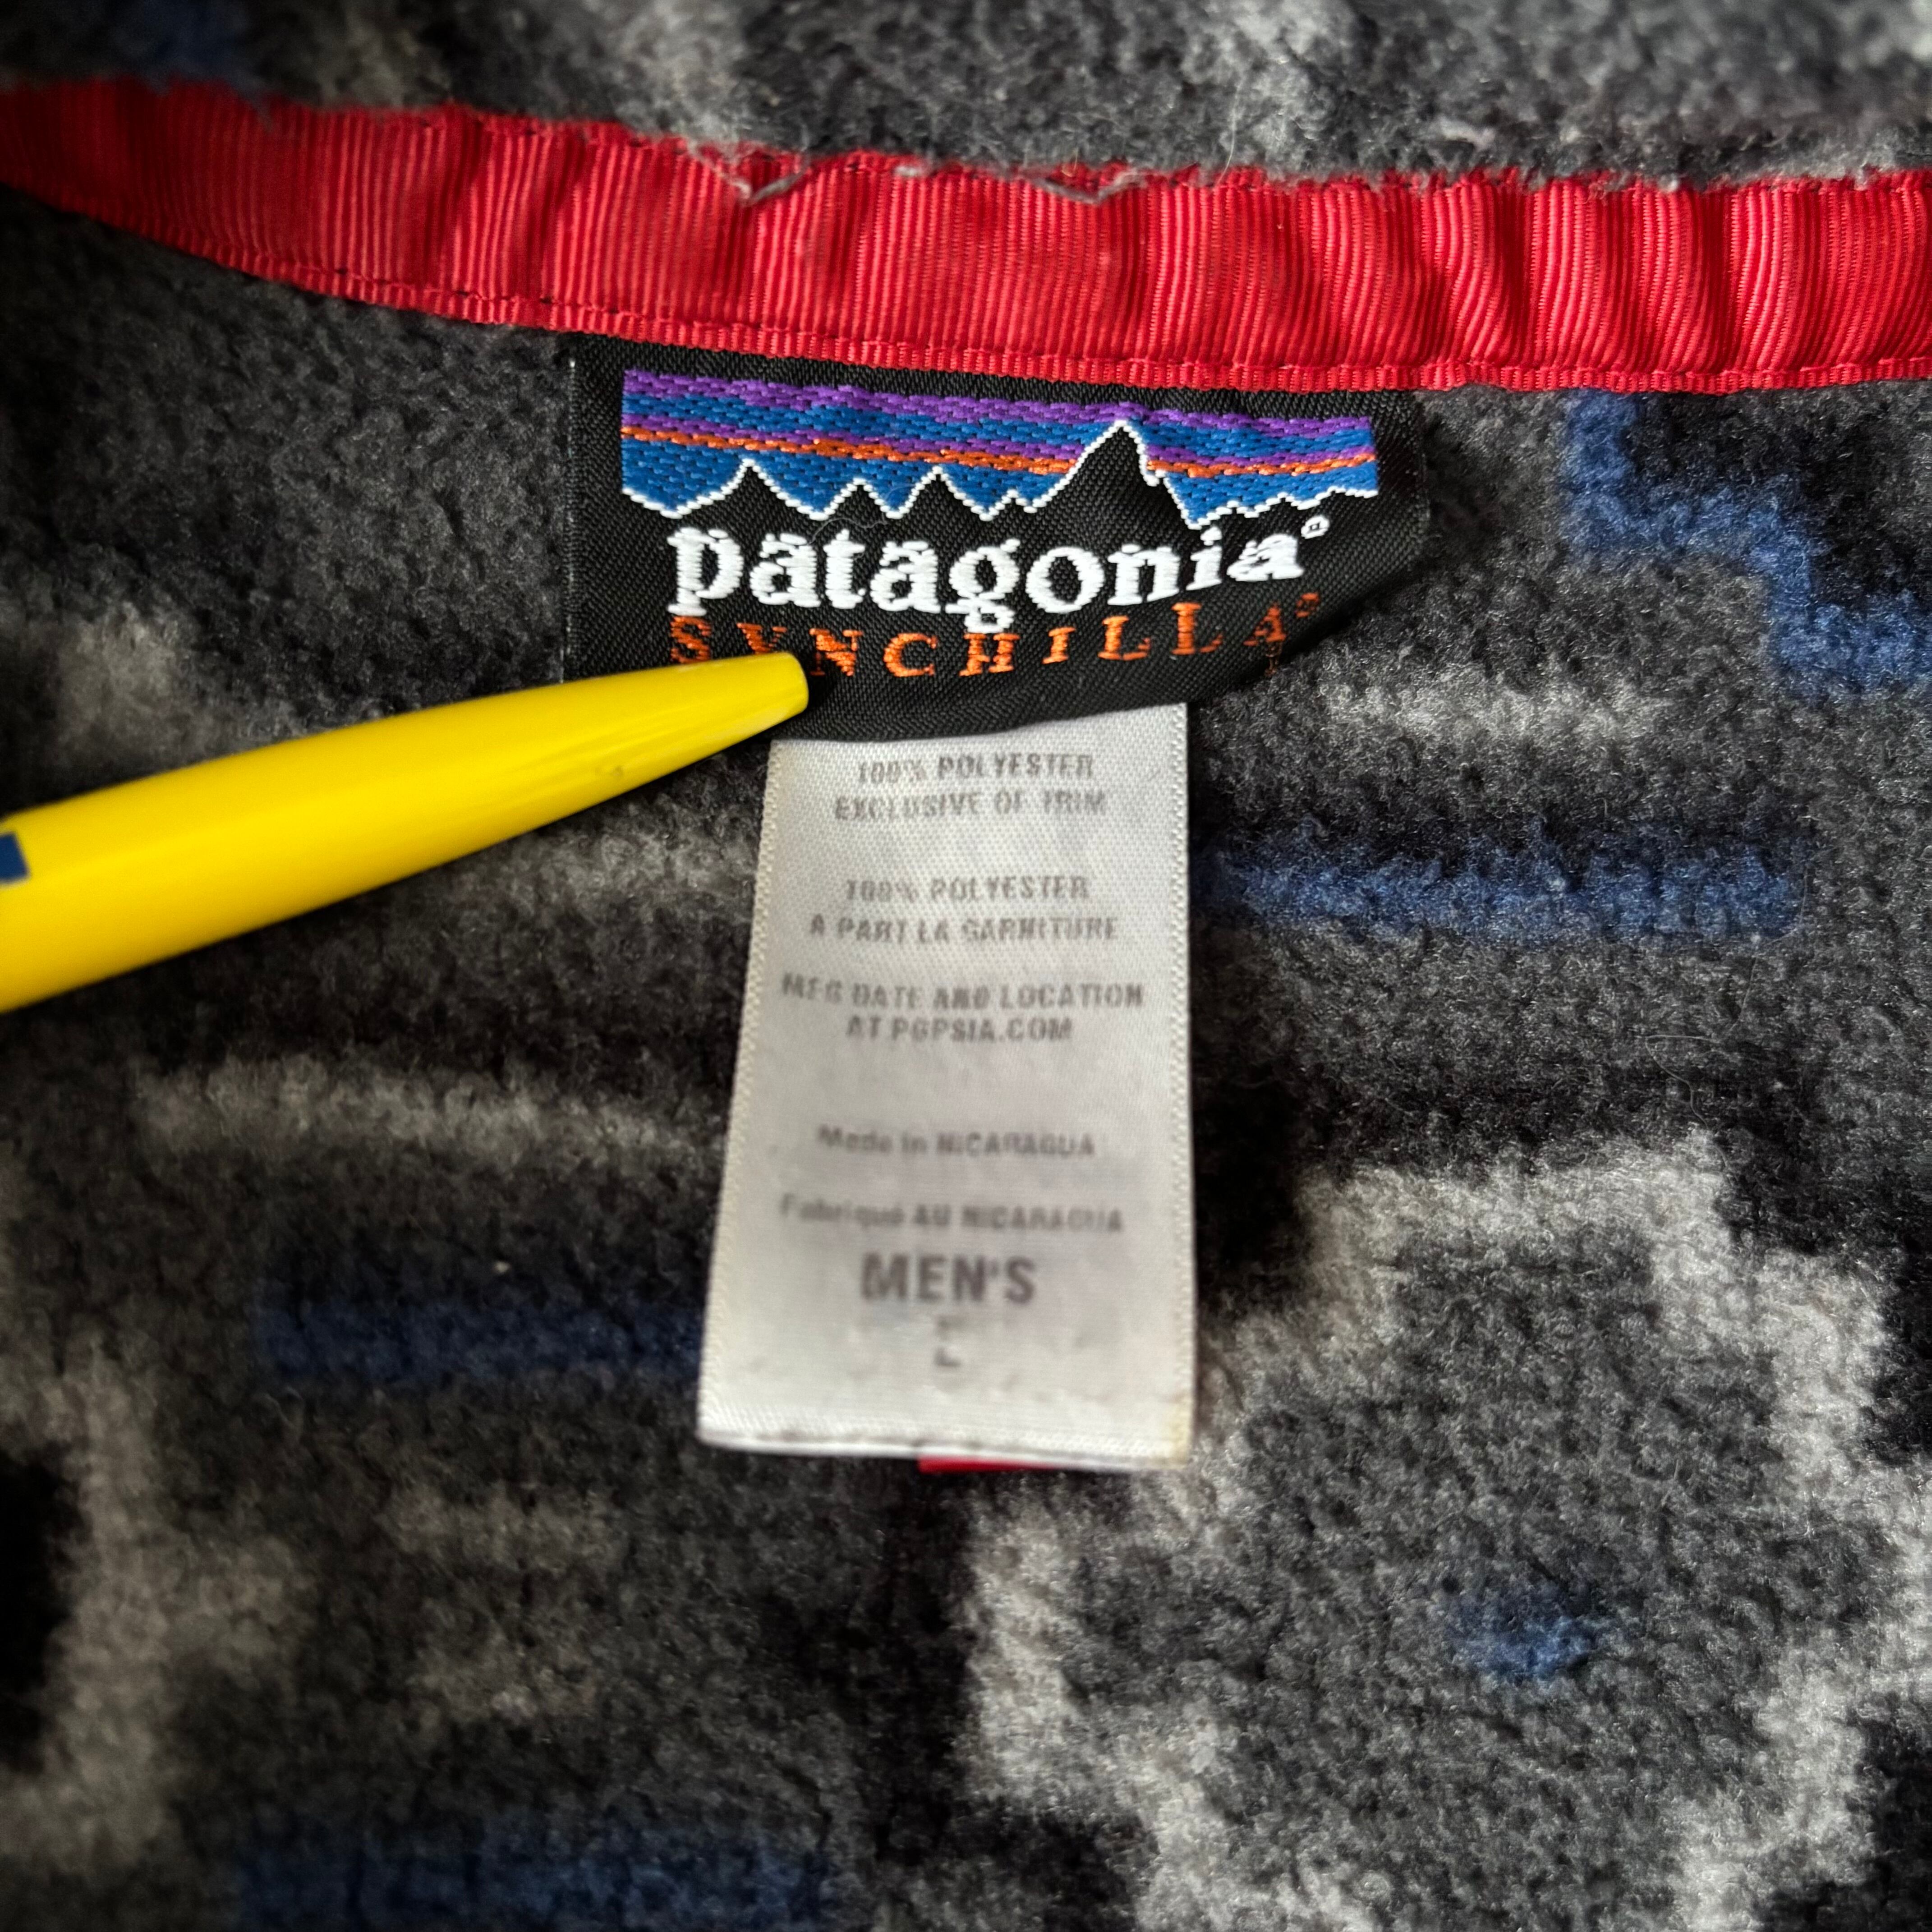 patagonia®
SYNCHILLA®
100% POLYESTER
EXCLUSIVE OF TRIM
100% POLYESTER
A PART LA GARNITURE
MFG DATE AND LOCATION
AT PGPSIA.COM
Made in NICARAGUA
Fabriqué AU NICARAGUA
MEN'S
L